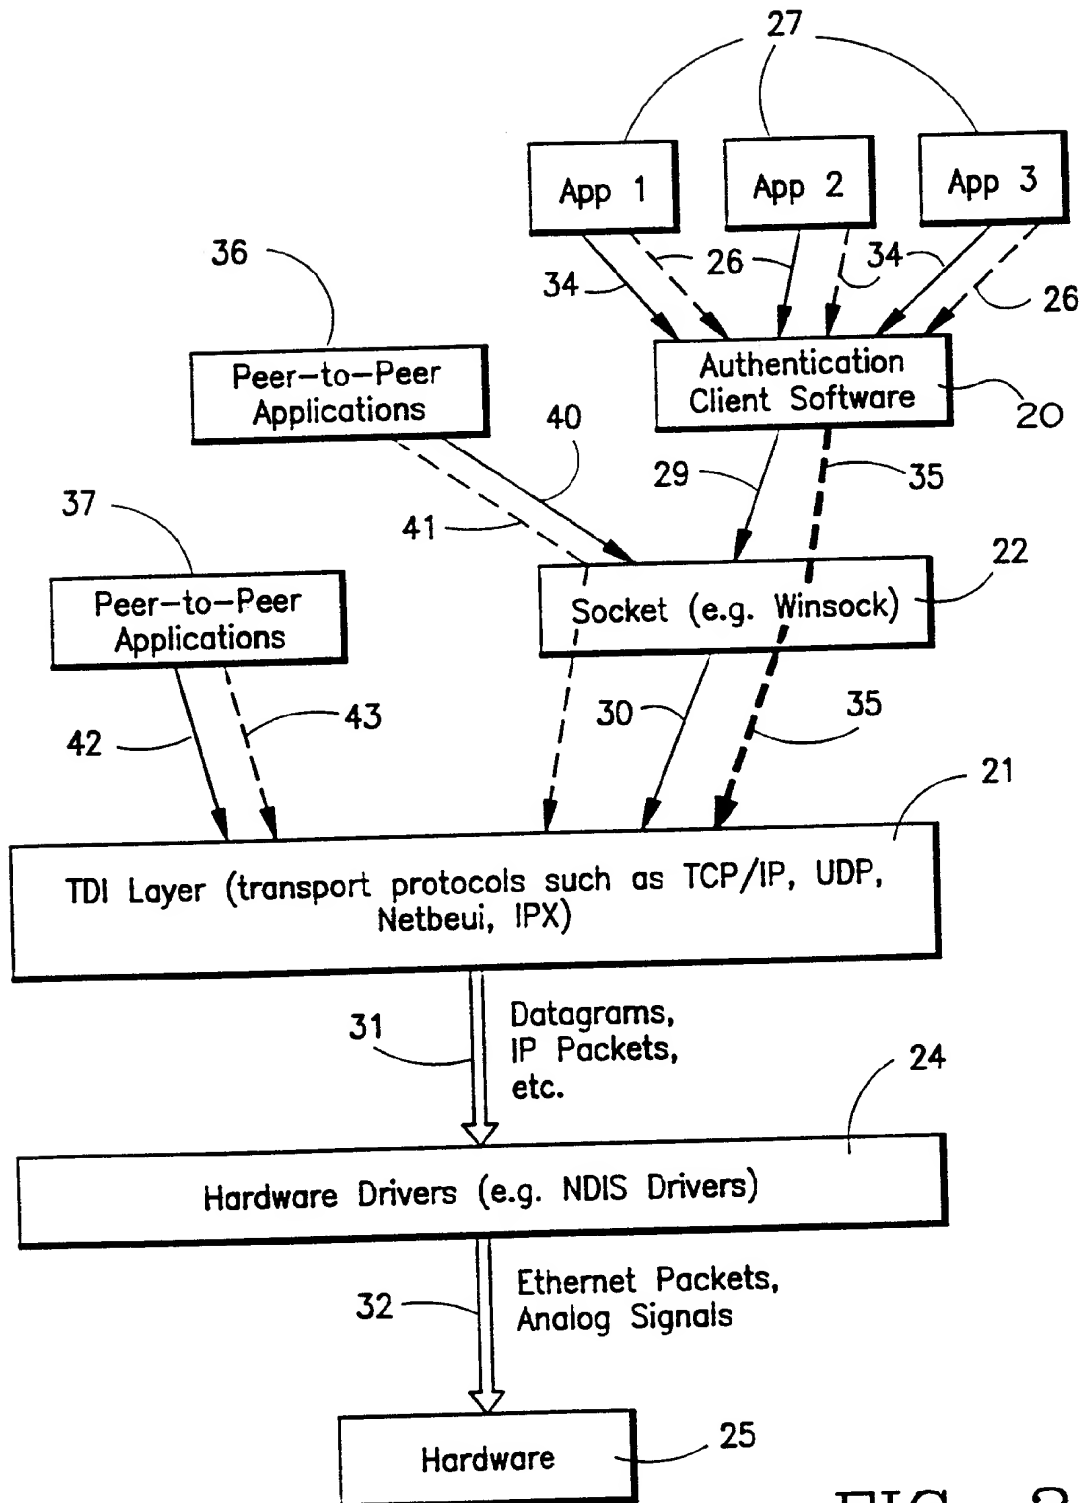 27
App 1
App 2
App 3
36
34
26
34
26
Peer-to-Peer
Applications
Authentication
Client Software
20
40
29
35
41
37
22
Peer-to-Peer
Applications
Socket (e.g. Winsock)
42
43
30
35
21
TDI Layer (transport protocols such as TCP/IP, UDP,
Netbeui, IPX)
31
Datagrams,
IP Packets,
etc.
24
Hardware Drivers (e.g. NDIS Drivers)
32
Ethernet Packets,
Analog Signals
Hardware
25
FIG.